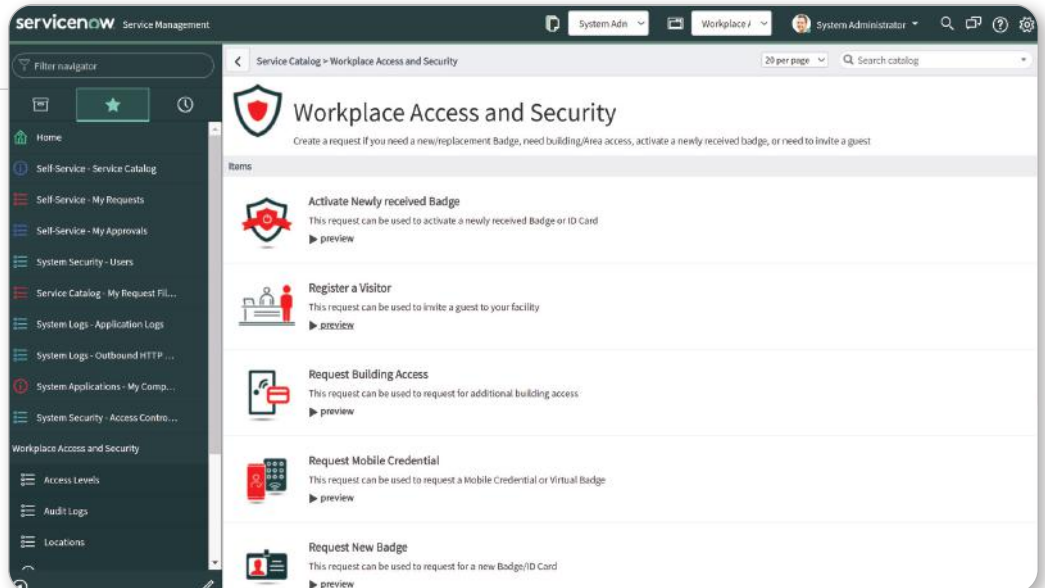 servicenow Service Management
System Adn
Workplace A
System Administrator
Filter navigator
Home
Self-Service - Service Catalog
Self-Service - My Requests
Self-Service - My Approvals
System Security - Users
Service Catalog - My Request Fil...
System Logs - Application Logs
System Logs - Outbound HTTP ...
System Applications - My Comp...
System Security - Access Contro...
Workplace Access and Security
Access Levels
Audit Logs
Locations
Service Catalog > Workplace Access and Security
20 per page
Search catalog
Workplace Access and Security
Create a request if you need a new/replacement Badge, need building/Area access, activate a newly received badge, or need to invite a guest
Items
Activate Newly received Badge
This request can be used to activate a newly received Badge or ID Card
preview
Register a Visitor
This request can be used to invite a guest to your facility
preview
Request Building Access
This request can be used to request for additional building access
preview
Request Mobile Credential
This request can be used to request a Mobile Credential or Virtual Badge
preview
Request New Badge
This request can be used to request for a new Badge/ID Card
preview